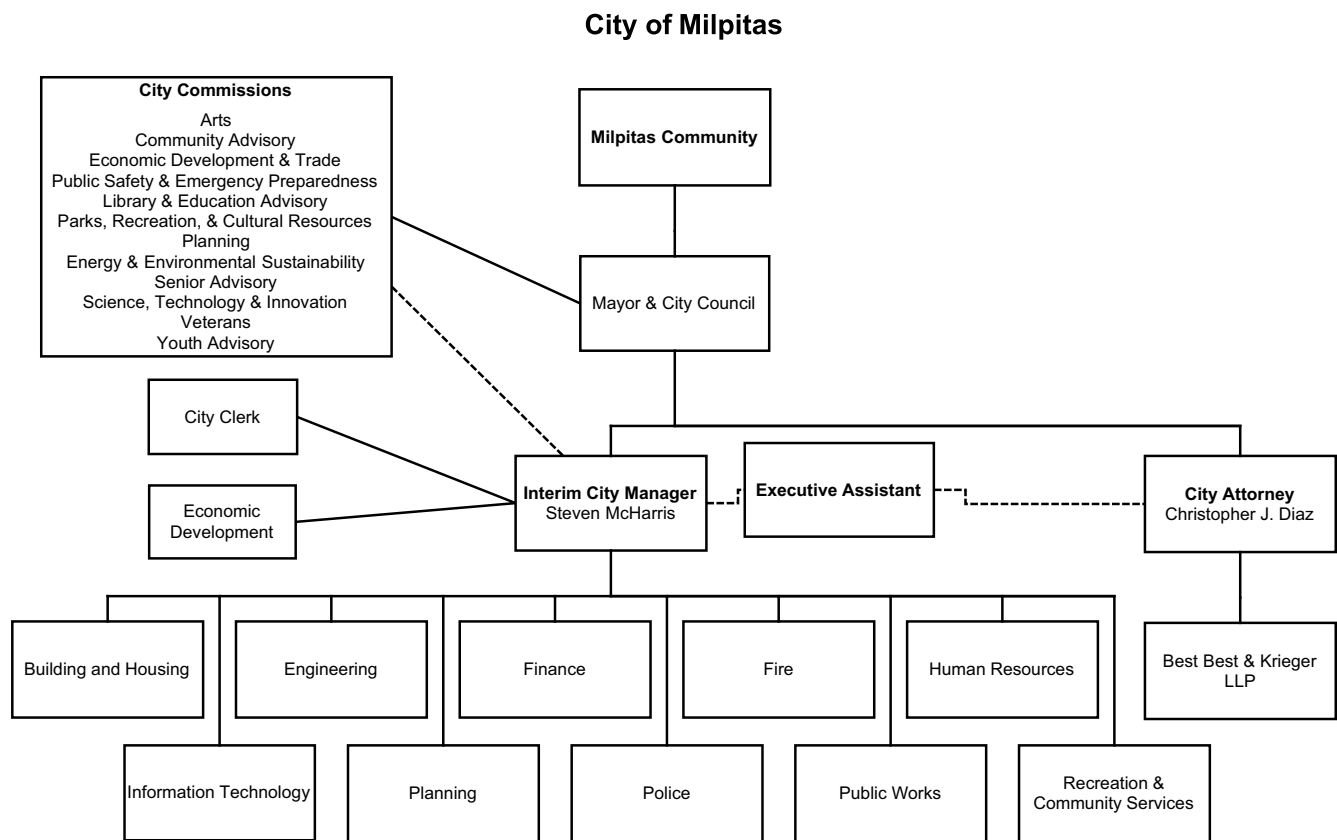 City of Milpitas
City Commissions
Arts
Community Advisory
Economic Development & Trade
Public Safety & Emergency Preparedness
Library & Education Advisory
Parks, Recreation, & Cultural Resources
Planning
Energy & Environmental Sustainability
Senior Advisory
Science, Technology & Innovation
Veterans
Youth Advisory
Milpitas Community
Mayor & City Council
City Clerk
Economic
Development
Interim City Manager
Steven McHarris
Executive Assistant
City Attorney
Christopher J. Diaz
Building and Housing
Engineering
Finance
Fire
Human Resources
Best Best & Krieger
LLP
Information Technology
Planning
Police
Public Works
Recreation &
Community Services